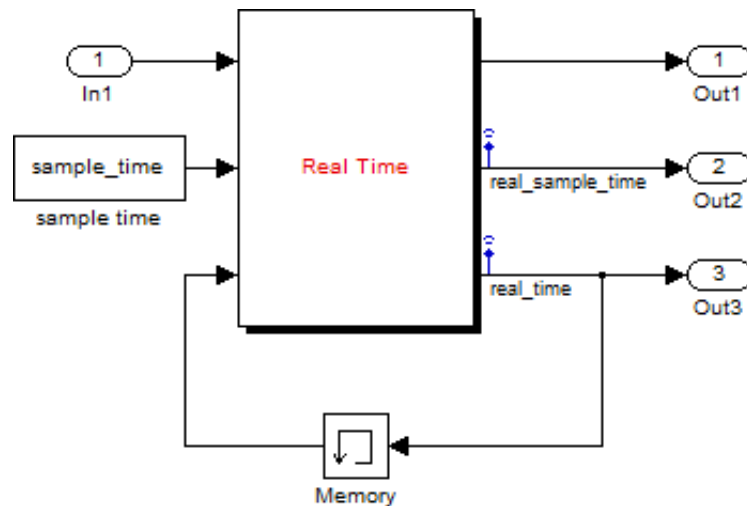 1
In1
1
Out1
sample_time
sample time
Real Time
real_sample_time
2
Out2
real_time
3
Out3
Memory